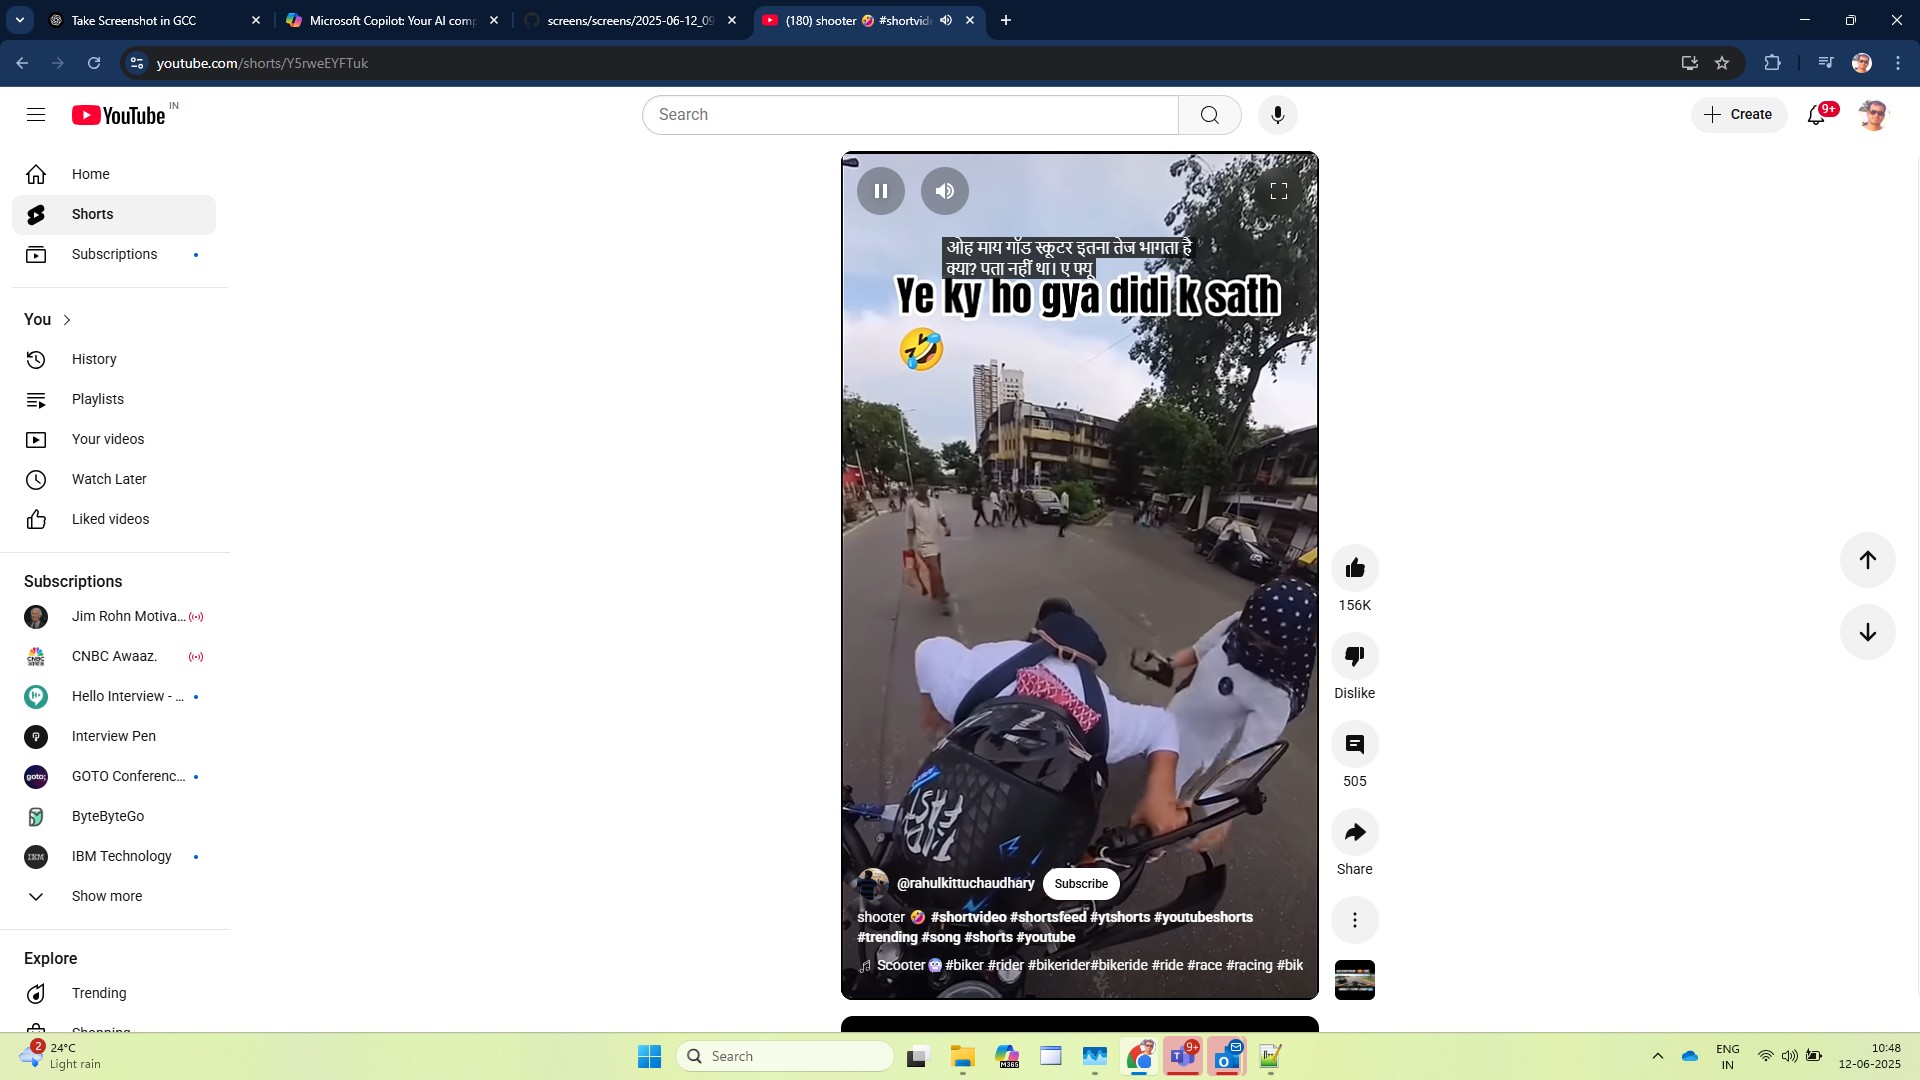 Take Screenshot in GCC
Microsoft Copilot: Your AI comp
screens/screens/2025-06-12_09
(180) shooter 🤣 #shortvid
youtube.com/shorts/Y5rweEYFTuk
YouTube IN
Search
Create
9+
Home
Shorts
Subscriptions
You
History
Playlists
Your videos
Watch Later
Liked videos
Subscriptions
Jim Rohn Motiva...
CNBC Awaaz.
Hello Interview - ...
Interview Pen
GOTO Conferenc...
ByteByteGo
IBM Technology
Show more
Explore
Trending
Shopping
ओह माय गॉड स्कूटर इतना तेज भागता है
क्या? पता नहीं था। ए फ्यू
Ye ky ho gya didi k sath
🤣
@rahulkittuchaudhary Subscribe
shooter 🤣 #shortvideo #shortsfeed #ytshorts #youtubeshorts
#trending #song #shorts #youtube
Scooter🥶#biker #rider #bikerider#bikeride #ride #race #racing #bik
156K
Dislike
505
Share
2
24°C
Light rain
Search
M365
9+
ENG
IN
10:48
12-06-2025